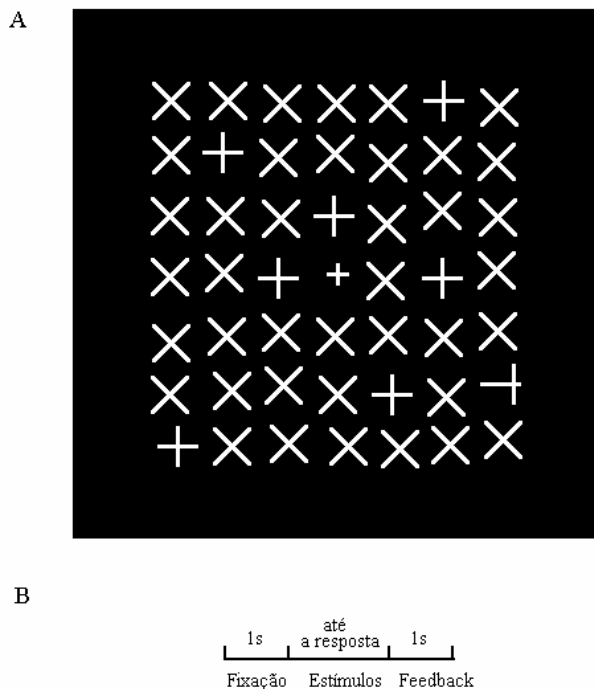 A
B
1s
até
a resposta
1s
Fixação
Estímulos
Feedback